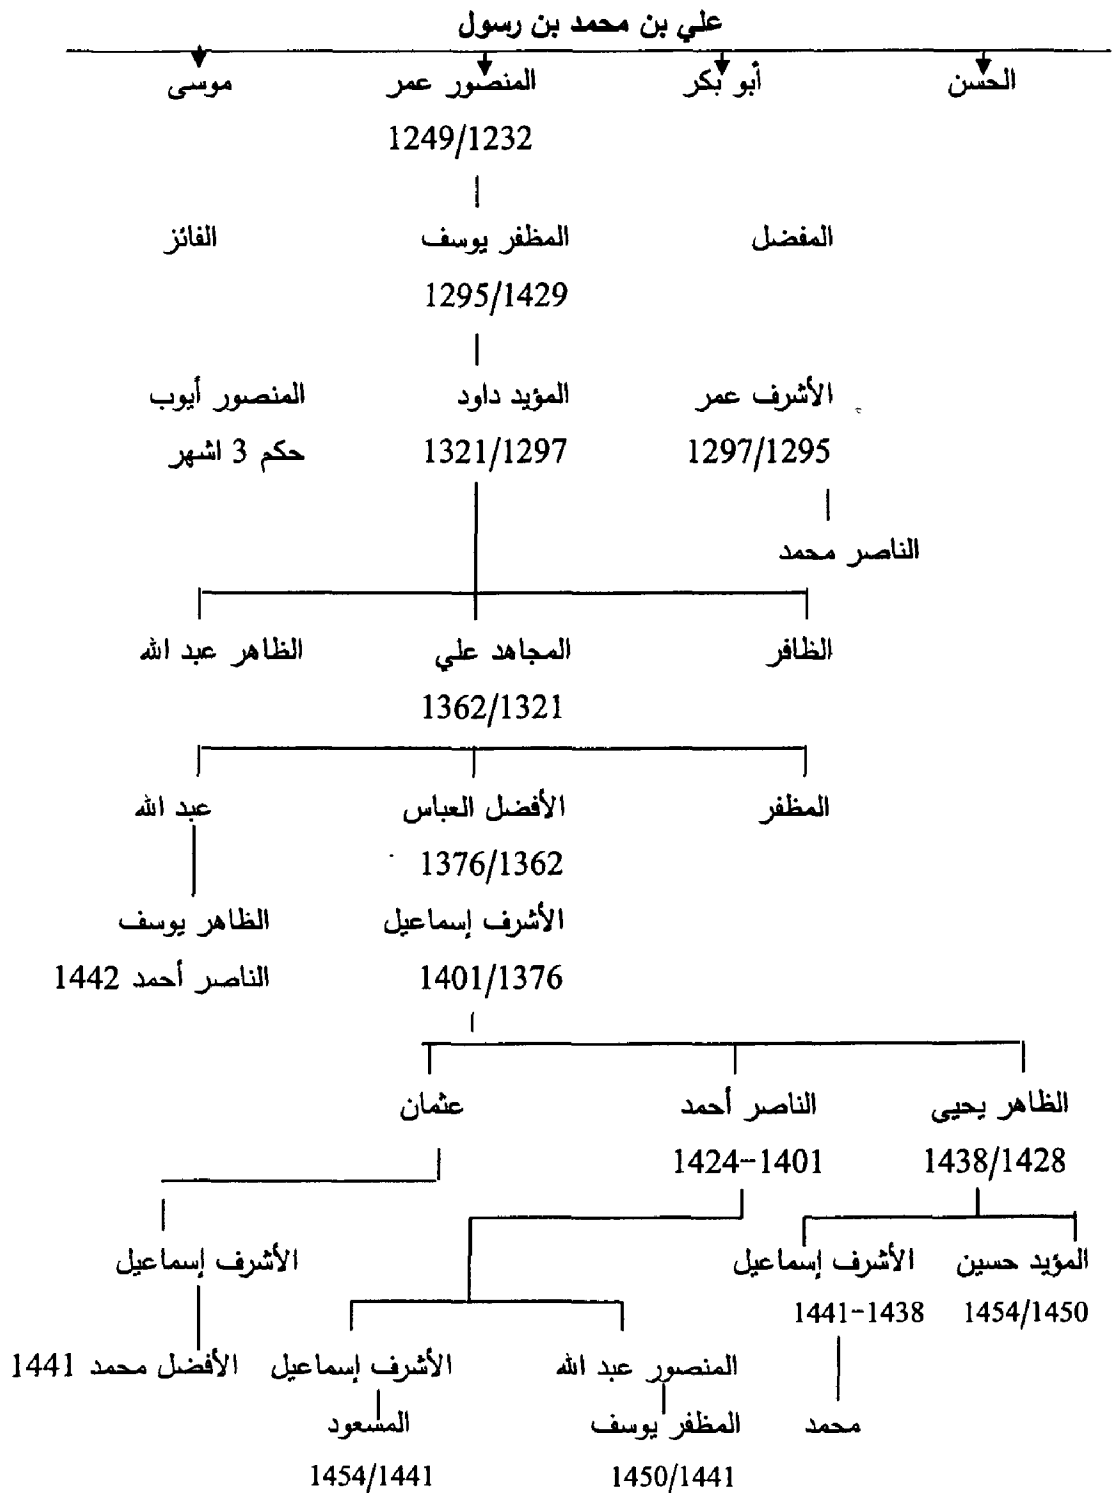 علي بن محمد بن رسول
الحسن أبو بكر المنصور عمر موسى
1249/1232
المفضل المظفر يوسف الفائز
1295/1429
الأشرف عمر المؤيد داود المنصور أيوب
1297/1295 1321/1297 حكم 3 اشهر
الناصر محمد
الظافر المجاهد علي الظاهر عبد الله
1362/1321
المظفر الأفضل العباس عبد الله
1376/1362
الأشرف إسماعيل الظاهر يوسف
1401/1376 الناصر أحمد 1442
الظاهر يحيى الناصر أحمد عثمان
1438/1428 1424-1401
المؤيد حسين الأشرف إسماعيل الأشرف إسماعيل
1454/1450 1441-1438
المنصور عبد الله الأشرف إسماعيل الأفضل محمد 1441
محمد المظفر يوسف المسعود
1450/1441 1454/1441